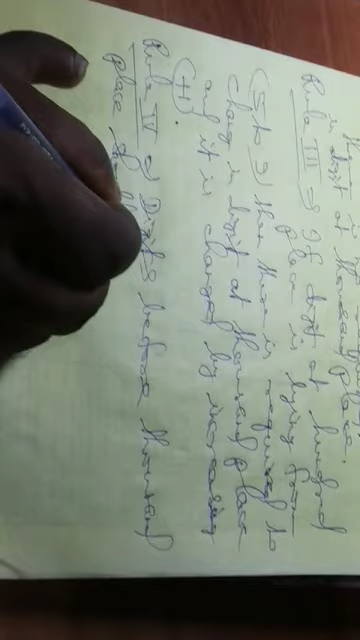 in digit at thousand place.
Rule III → If digit at hundred
place is lying from
(5 to 9) then there is required to
chang in digit at thousand place
and it is changed by increasing
(+1).
Rule IV → Digits before thousand
place